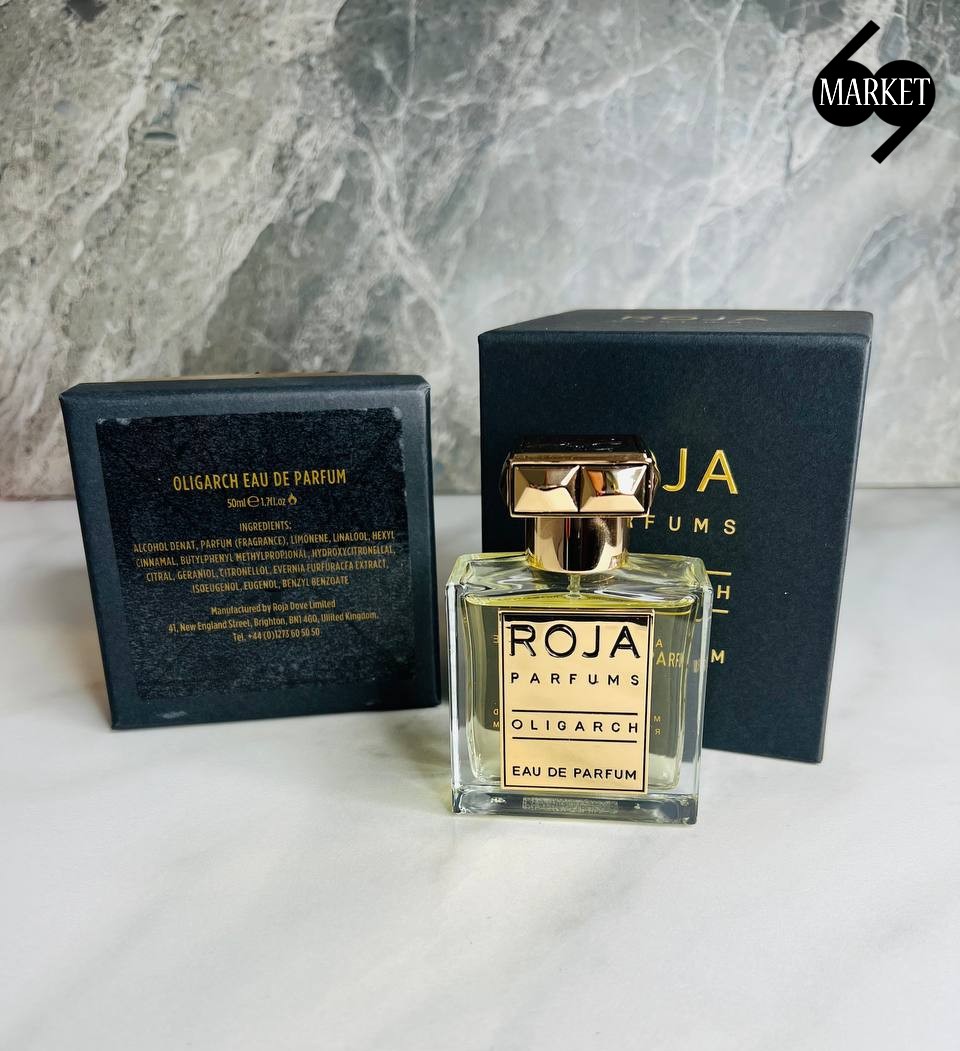 69
MARKET
ROJA
OLIGARCH EAU DE PARFUM
50ml ℮ 1.7fl.oz
INGREDIENTS:
ALCOHOL DENAT, PARFUM (FRAGRANCE), LIMONENE, LINALOOL, HEXYL
CINNAMAL, BUTYLPHENYL METHYLPROPIONAL, HYDROXYCITRONELLAL,
CITRAL, GERANIOL, CITRONELLOL, EVERNIA FURFURACEA EXTRACT,
ISOEUGENOL, EUGENOL, BENZYL BENZOATE
Manufactured by Roja Dove Limited
41, New England Street, Brighton, BN1 4GQ, United Kingdom.
Tel. +44 (0)1273 60 50 50
JA
FUMS
H
M
ROJA
PARFUMS
OLIGARCH
EAU DE PARFUM